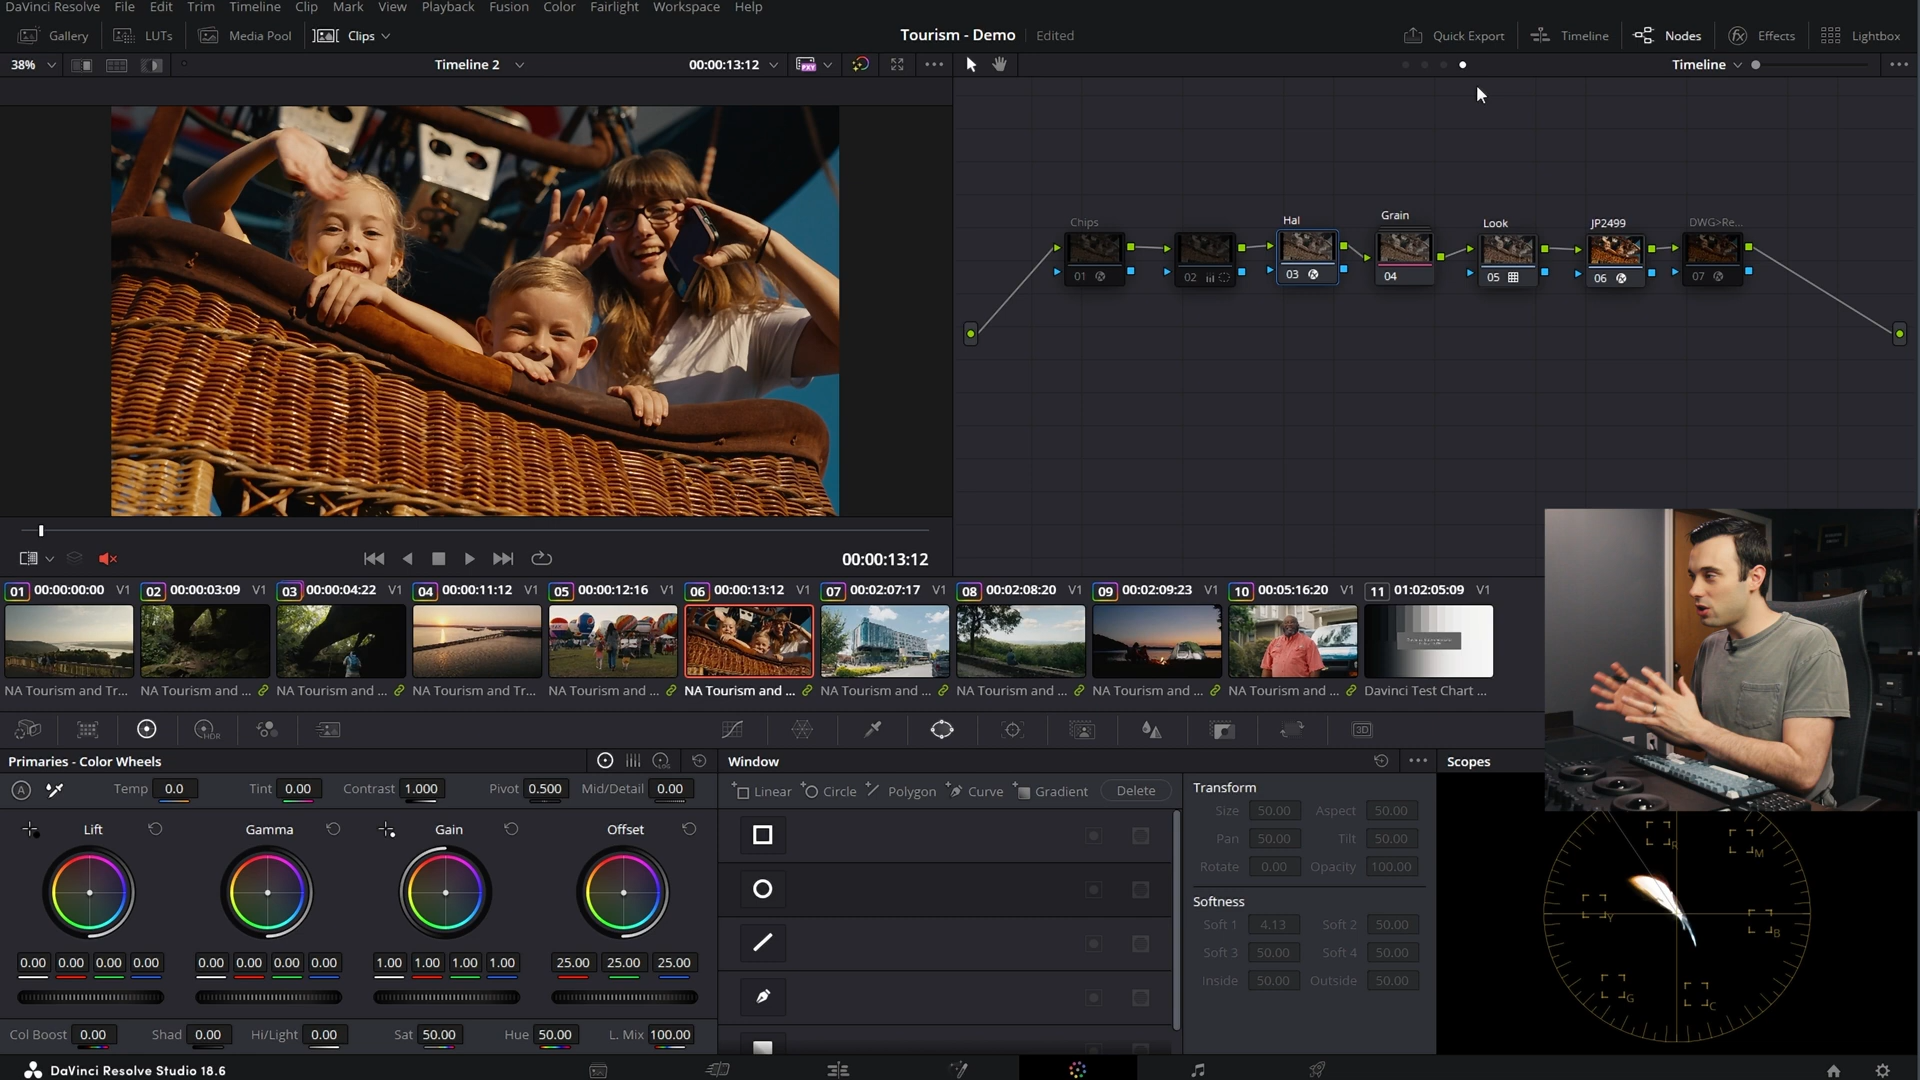 DaVinci Resolve File Edit Trim Timeline Clip Mark View Playback Fusion Color Fairlight Workspace Help
Gallery LUTs Media Pool Clips Tourism - Demo Edited Quick Export Timeline Nodes Effects Lightbox
38% Timeline 2 00:00:13:12 Timeline
Chips Hal Grain Look JP2499 DWG>Re...
01 02 03 04 05 06 07
00:00:13:12
01 00:00:00:00 V1 02 00:00:03:09 V1 03 00:00:04:22 V1 04 00:00:11:12 V1 05 00:00:12:16 V1 06 00:00:13:12 V1 07 00:02:07:17 V1 08 00:02:08:20 V1 09 00:02:09:23 V1 10 00:05:16:20 V1 11 01:02:05:09 V1
NA Tourism and Tr... NA Tourism and ... NA Tourism and ... NA Tourism and Tr... NA Tourism and ... NA Tourism and ... NA Tourism and ... NA Tourism and ... NA Tourism and ... NA Tourism and ... Davinci Test Chart ...
HDR 3D
Primaries - Color Wheels LOG Window Scopes
A Temp 0.0 Tint 0.00 Contrast 1.000 Pivot 0.500 Mid/Detail 0.00
Linear Circle Polygon Curve Gradient Delete
Transform
Size 50.00 Aspect 50.00
Pan 50.00 Tilt 50.00
Rotate 0.00 Opacity 100.00
Lift Gamma Gain Offset
Softness
Soft 1 4.13 Soft 2 50.00
Soft 3 50.00 Soft 4 50.00
Inside 50.00 Outside 50.00
R M
Y B
G C
0.00 0.00 0.00 0.00 0.00 0.00 0.00 0.00 1.00 1.00 1.00 1.00 25.00 25.00 25.00
Col Boost 0.00 Shad 0.00 Hi/Light 0.00 Sat 50.00 Hue 50.00 L. Mix 100.00
DaVinci Resolve Studio 18.6